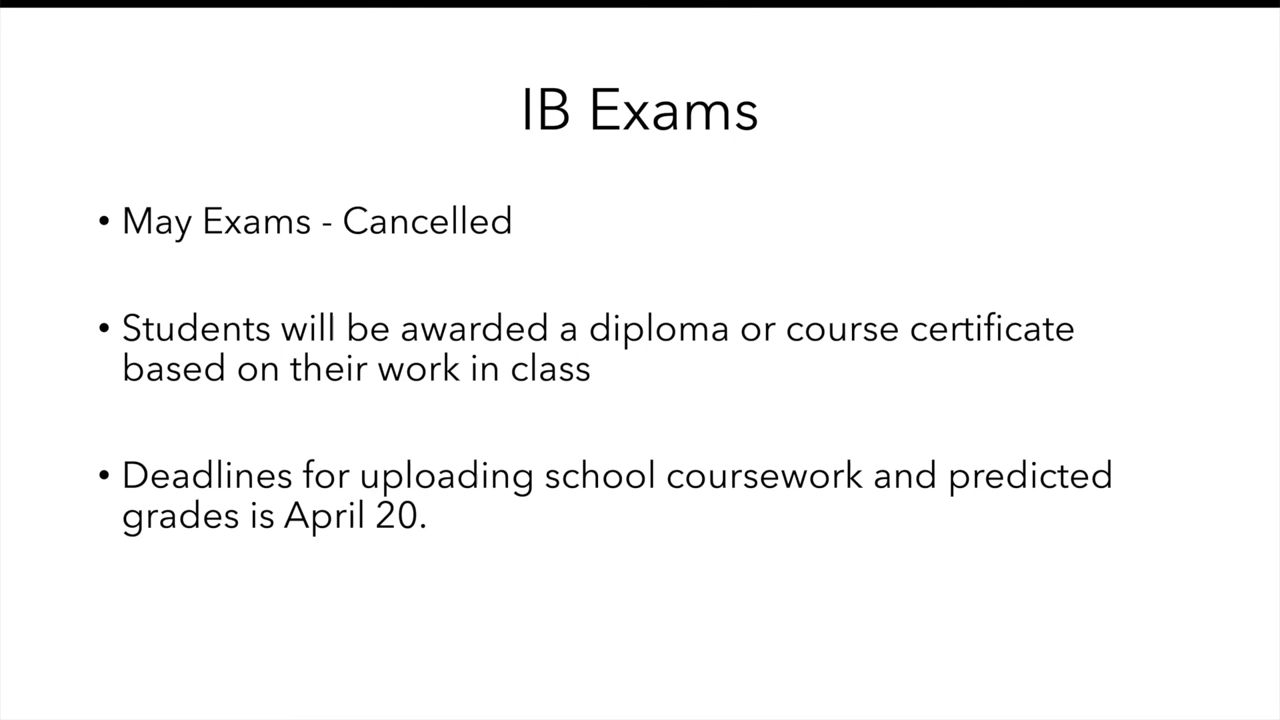 IB Exams
• May Exams - Cancelled
• Students will be awarded a diploma or course certificate
based on their work in class
• Deadlines for uploading school coursework and predicted
grades is April 20.